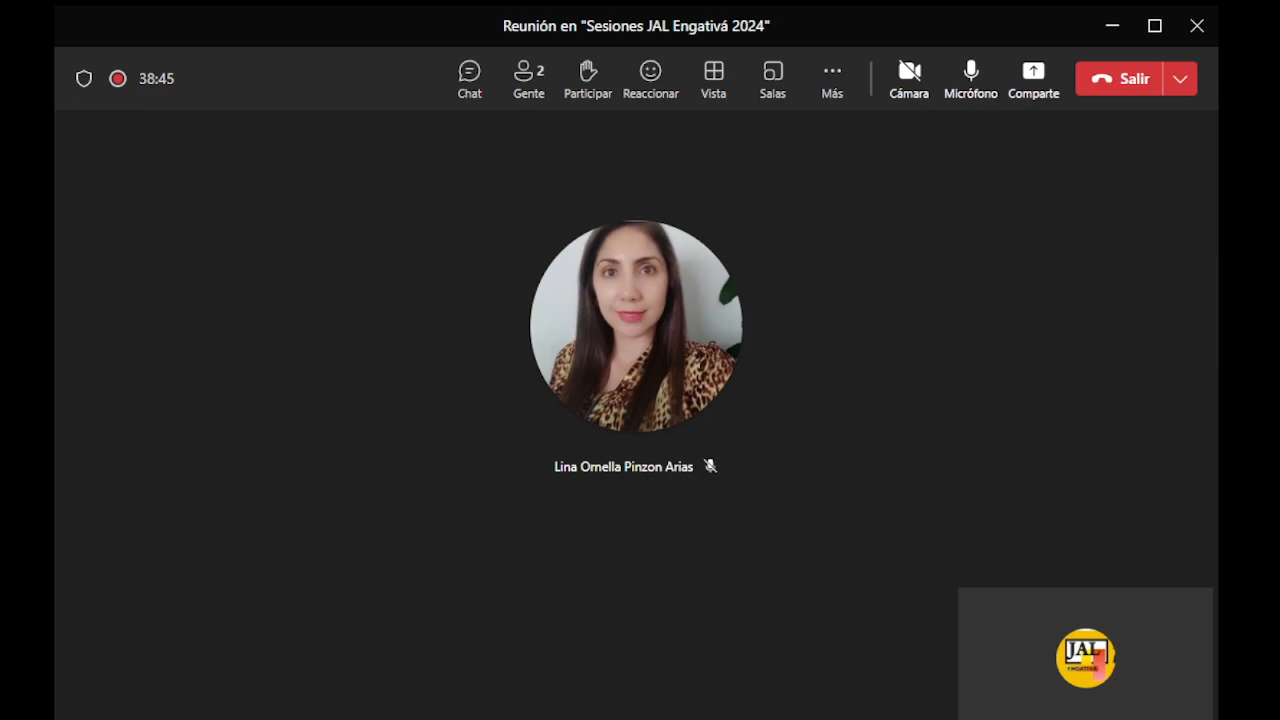 Reunión en "Sesiones JAL Engativá 2024"
38:45
2
Chat
Gente
Participar
Reaccionar
Vista
Salas
Más
Cámara
Micrófono
Comparte
Salir
Lina Ornella Pinzon Arias
JAL
ENGATIVÁ